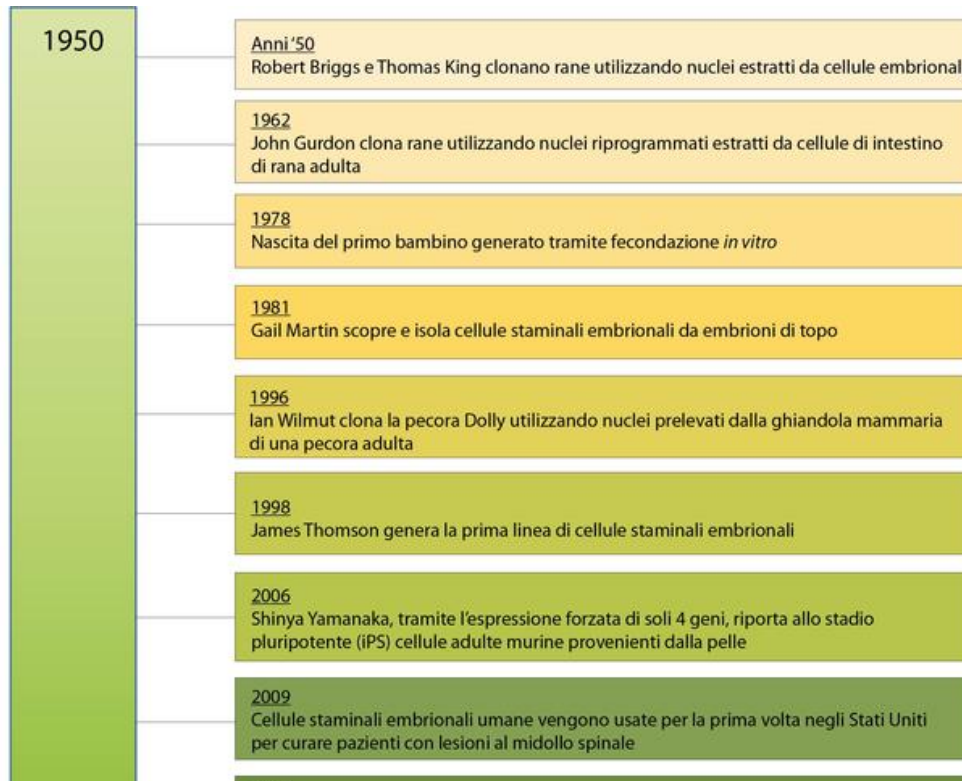 1950
Anni '50
Robert Briggs e Thomas King clonano rane utilizzando nuclei estratti da cellule embrional
1962
John Gurdon clona rane utilizzando nuclei riprogrammati estratti da cellule di intestino
di rana adulta
1978
Nascita del primo bambino generato tramite fecondazione in vitro
1981
Gail Martin scopre e isola cellule staminali embrionali da embrioni di topo
1996
Ian Wilmut clona la pecora Dolly utilizzando nuclei prelevati dalla ghiandola mammaria
di una pecora adulta
1998
James Thomson genera la prima linea di cellule staminali embrionali
2006
Shinya Yamanaka, tramite l'espressione forzata di soli 4 geni, riporta allo stadio
pluripotente (iPS) cellule adulte murine provenienti dalla pelle
2009
Cellule staminali embrionali umane vengono usate per la prima volta negli Stati Uniti
per curare pazienti con lesioni al midollo spinale